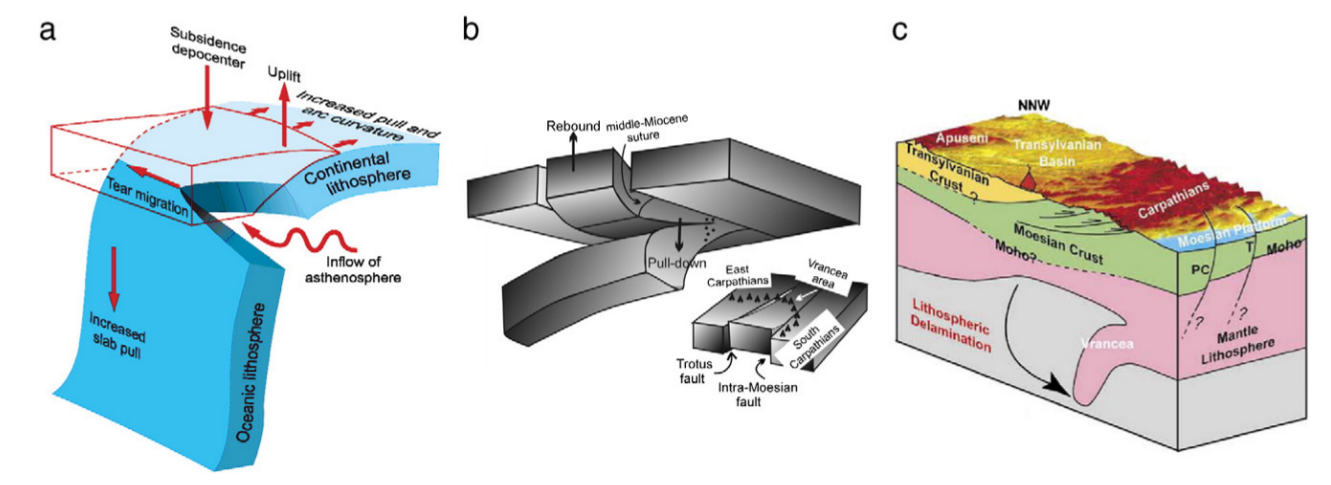 a
Subsidence
depocenter
Uplift
Increased pull and
arc curvature
Continental
lithosphere
Tear migration
Inflow of
asthenosphere
Increased
slab pull
Oceanic lithosphere
b
Rebound
middle-Miocene
suture
Pull-down
East
Carpathians
Vrancea
area
South
Carpathians
Trotus
fault
Intra-Moesian
fault
c
NNW
Apuseni
Transylvanian
Basin
Transylvanian
Crust
?
Carpathians
Moesian Platform
Moesian Crust
Moho?
Moho
PC
T
?
?
Lithospheric
Delamination
Vrancea
Mantle
Lithosphere